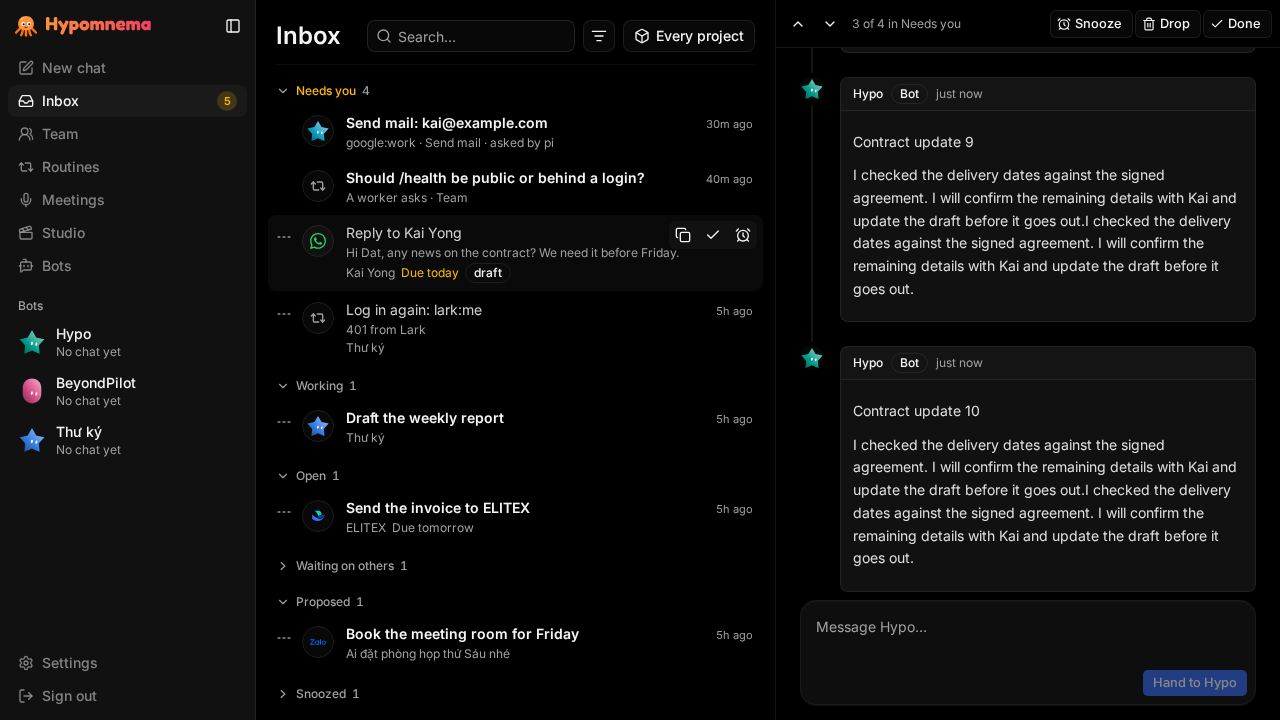 Hypomnema
New chat
Inbox
5
Team
Routines
Meetings
Studio
Bots
Bots
Hypo
No chat yet
BeyondPilot
No chat yet
Thư ký
No chat yet
Settings
Sign out
Inbox
Search...
Every project
Needs you 4
Send mail: kai@example.com
30m ago
google:work · Send mail · asked by pi
Should /health be public or behind a login?
40m ago
A worker asks · Team
Reply to Kai Yong
Hi Dat, any news on the contract? We need it before Friday.
Kai Yong Due today draft
Log in again: lark:me
5h ago
401 from Lark
Thư ký
Working 1
Draft the weekly report
5h ago
Thư ký
Open 1
Send the invoice to ELITEX
5h ago
ELITEX Due tomorrow
Waiting on others 1
Proposed 1
Zalo
Book the meeting room for Friday
5h ago
Ai đặt phòng họp thứ Sáu nhé
Snoozed 1
3 of 4 in Needs you
Snooze
Drop
Done
Hypo Bot just now
Contract update 9
I checked the delivery dates against the signed
agreement. I will confirm the remaining details with Kai and
update the draft before it goes out.I checked the delivery
dates against the signed agreement. I will confirm the
remaining details with Kai and update the draft before it
goes out.
Hypo Bot just now
Contract update 10
I checked the delivery dates against the signed
agreement. I will confirm the remaining details with Kai and
update the draft before it goes out.I checked the delivery
dates against the signed agreement. I will confirm the
remaining details with Kai and update the draft before it
goes out.
Message Hypo...
Hand to Hypo